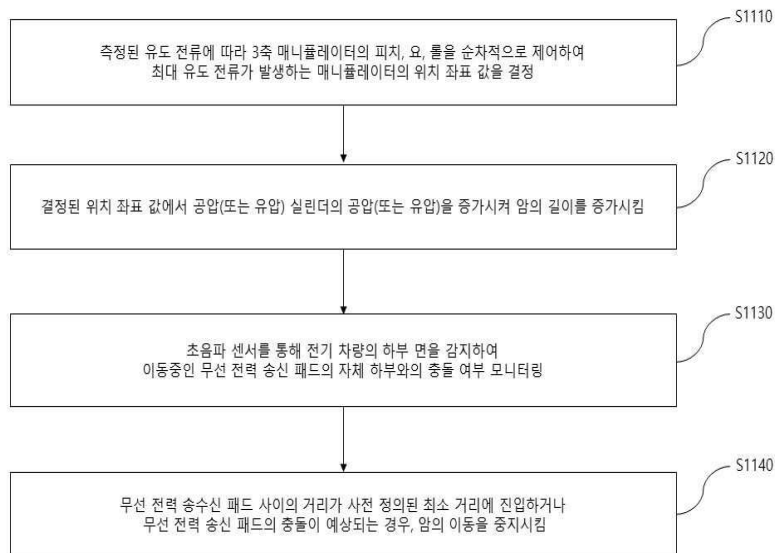 S1110
측정된 유도 전류에 따라 3축 매니퓰레이터의 피치, 요, 롤을 순차적으로 제어하여
최대 유도 전류가 발생하는 매니퓰레이터의 위치 좌표 값을 결정
S1120
결정된 위치 좌표 값에서 공압(또는 유압) 실린더의 공압(또는 유압)을 증가시켜 암의 길이를 증가시킴
S1130
초음파 센서를 통해 전기 차량의 하부 면을 감지하여
이동중인 무선 전력 송신 패드의 자체 하부와의 충돌 여부 모니터링
S1140
무선 전력 송수신 패드 사이의 거리가 사전 정의된 최소 거리에 진입하거나
무선 전력 송신 패드의 충돌이 예상되는 경우, 암의 이동을 중지시킴